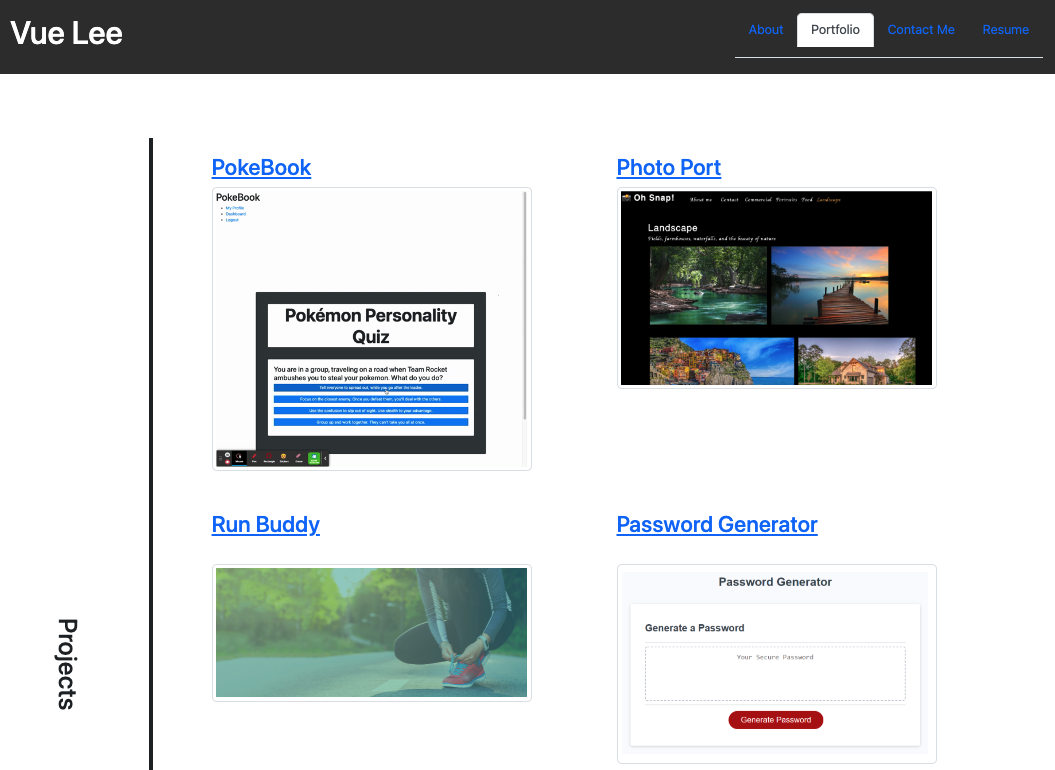 Vue Lee
About
Portfolio
Contact Me
Resume
Projects
PokeBook
PokeBook
My Profile
Dashboard
Logout
Pokémon Personality
Quiz
You are in a group, traveling on a road when Team Rocket
ambushes you to steal your pokemon. What do you do?
Tell everyone to spread out, while you go after the leader.
Focus on the closest enemy. Once you defeat them, you'll deal with the others.
Use the confusion to slip out of sight. Use stealth to your advantage.
Group up and work together. They can't take you all at once.
Photo Port
Oh Snap!
About me
Contact
Commercial
Portraits
Food
Landscape
Landscape
Fields, farmhouses, waterfalls, and the beauty of nature
Run Buddy
Password Generator
Password Generator
Generate a Password
Your Secure Password
Generate Password